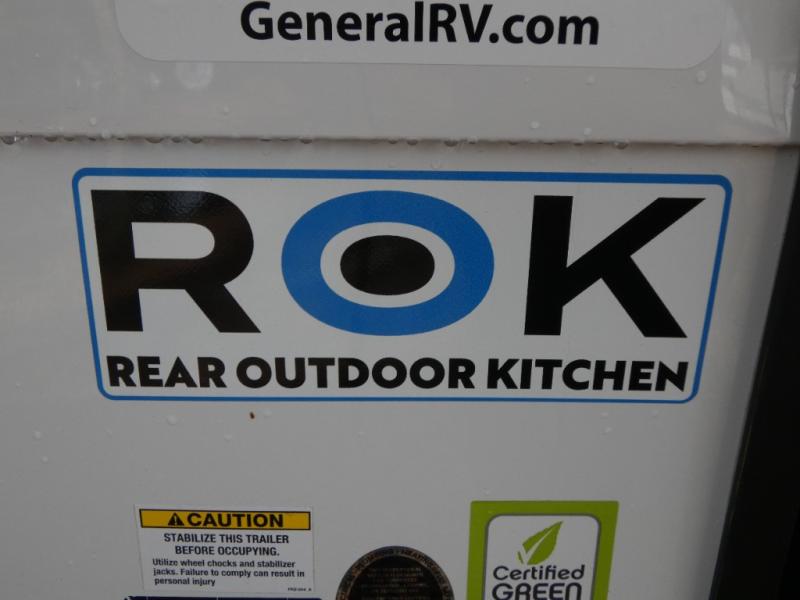 GeneralRV.com
ROK
REAR OUTDOOR KITCHEN
CAUTION
STABILIZE THIS TRAILER
BEFORE OCCUPYING.
Utilize wheel chocks and stabilizer
jacks. Failure to comply can result in
personal injury
Certified
GREEN